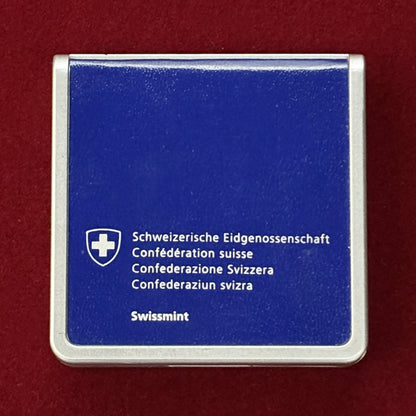 Schweizerische Eidgenossenschaft
Confédération suisse
Confederazione Svizzera
Confederaziun svizra
Swissmint